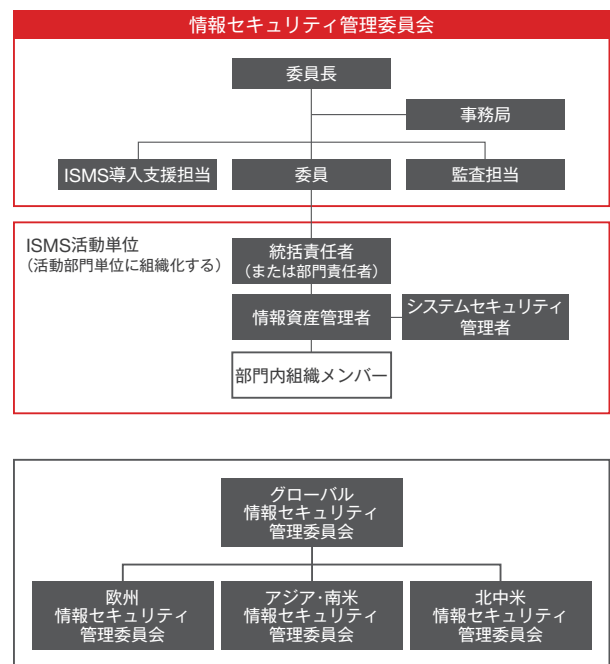 情報セキュリティ管理委員会
委員長
事務局
ISMS導入支援担当
委員
監査担当
ISMS活動単位
（活動部門単位に組織化する）
統括責任者
（または部門責任者）
情報資産管理者
システムセキュリティ
管理者
部門内組織メンバー
グローバル
情報セキュリティ
管理委員会
欧州
情報セキュリティ
管理委員会
アジア・南米
情報セキュリティ
管理委員会
北中米
情報セキュリティ
管理委員会